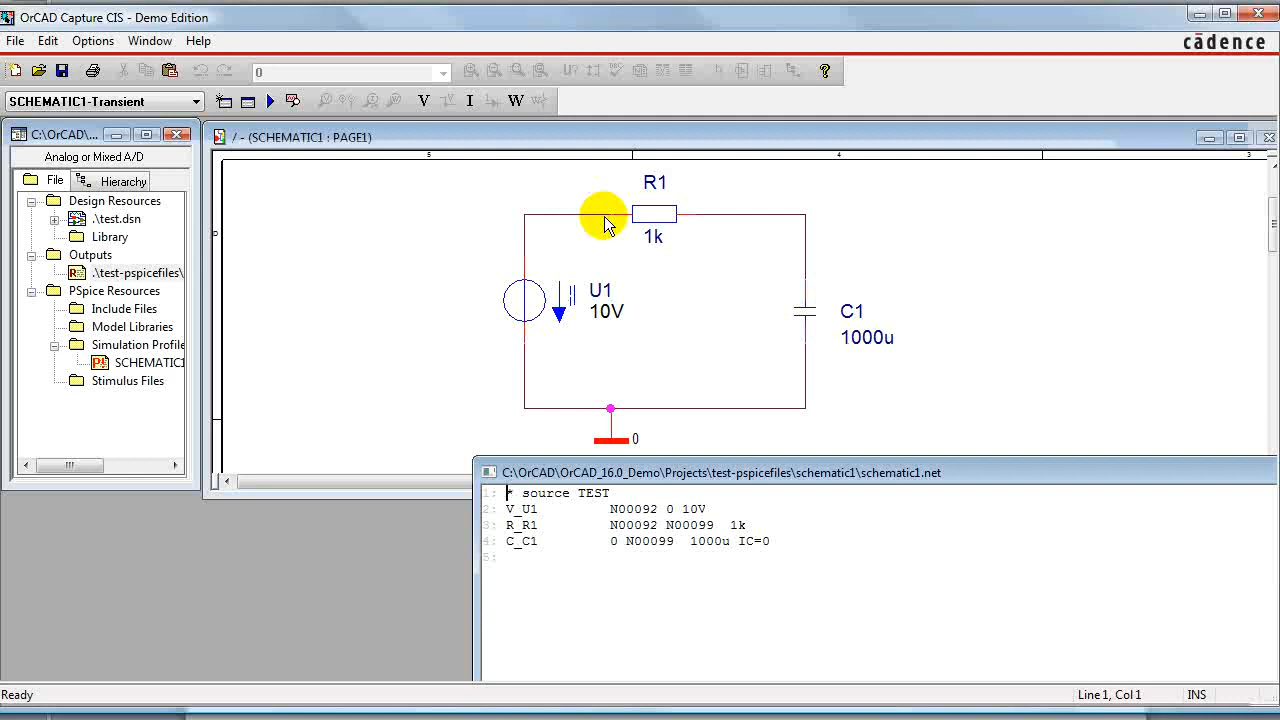 OrCAD Capture CIS - Demo Edition
File Edit Options Window Help
cādence
0
SCHEMATIC1-Transient
V I W
C:\OrCAD\...
Analog or Mixed A/D
File Hierarchy
Design Resources
.\test.dsn
Library
Outputs
.\test-pspicefiles\
PSpice Resources
Include Files
Model Libraries
Simulation Profile
SCHEMATIC1
Stimulus Files
/ - (SCHEMATIC1 : PAGE1)
5 4 3
D
R1
1k
U1
10V
C1
1000u
0
C:\OrCAD\OrCAD_16.0_Demo\Projects\test-pspicefiles\schematic1\schematic1.net
1: * source TEST
2: V_U1 N00092 0 10V
3: R_R1 N00092 N00099 1k
4: C_C1 0 N00099 1000u IC=0
5:
Ready Line 1, Col 1 INS